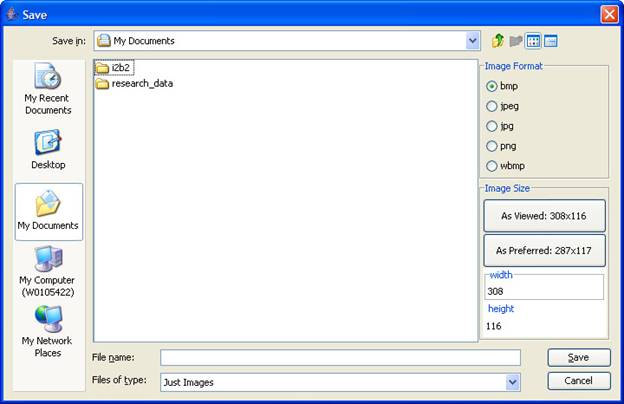 Save
Save in:
My Documents
My Recent
Documents
Desktop
My Documents
My Computer
(W0105422)
My Network
Places
i2b2
research_data
Image Format
bmp
jpeg
jpg
png
wbmp
Image Size
As Viewed: 308x116
As Preferred: 287x117
width
308
height
116
File name:
Save
Files of type:
Just Images
Cancel